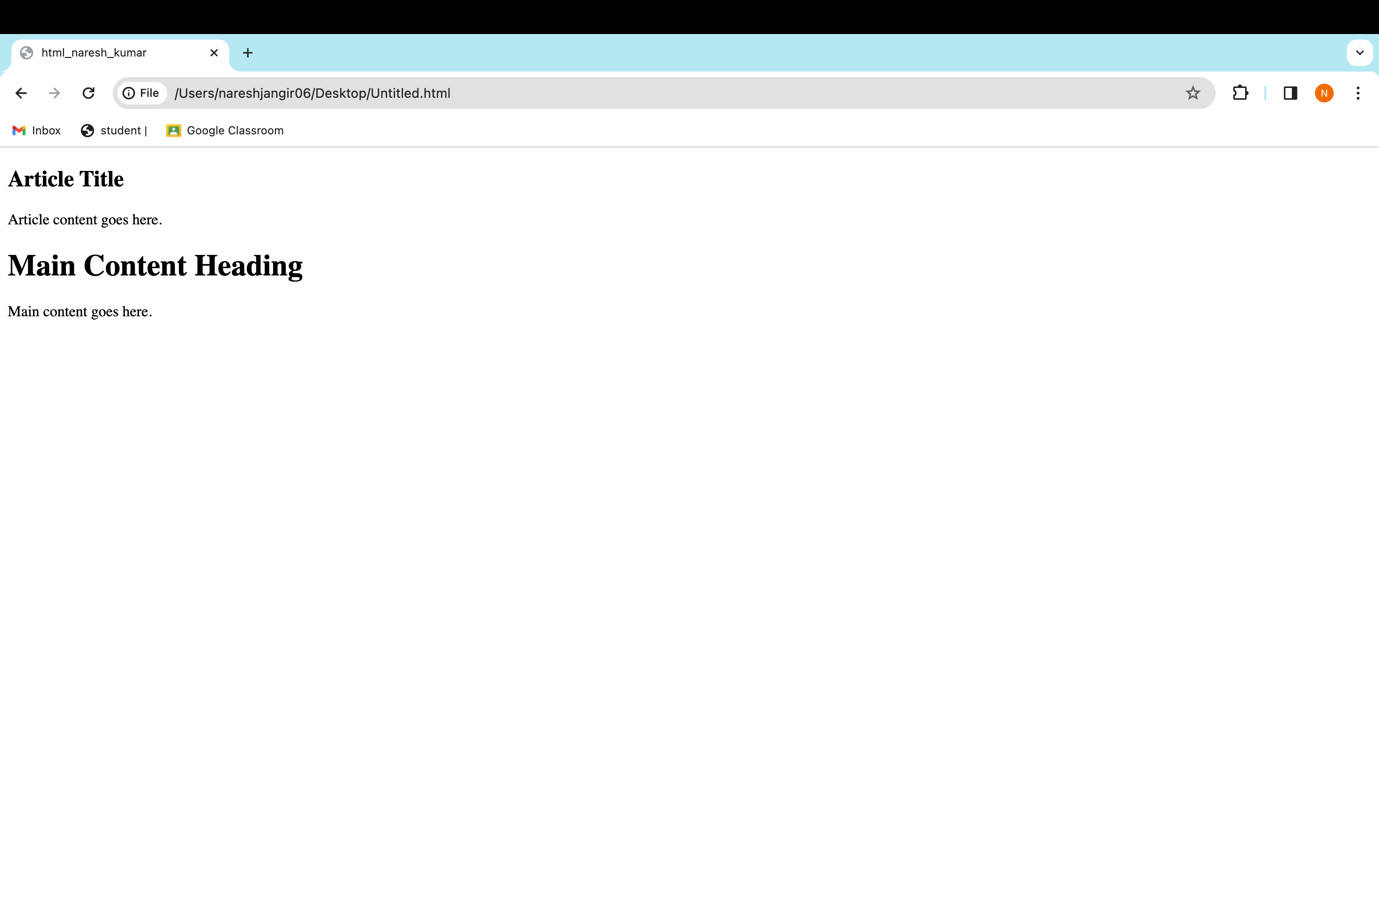 html_naresh_kumar
File /Users/nareshjangir06/Desktop/Untitled.html N
Inbox student | Google Classroom
Article Title
Article content goes here.
Main Content Heading
Main content goes here.